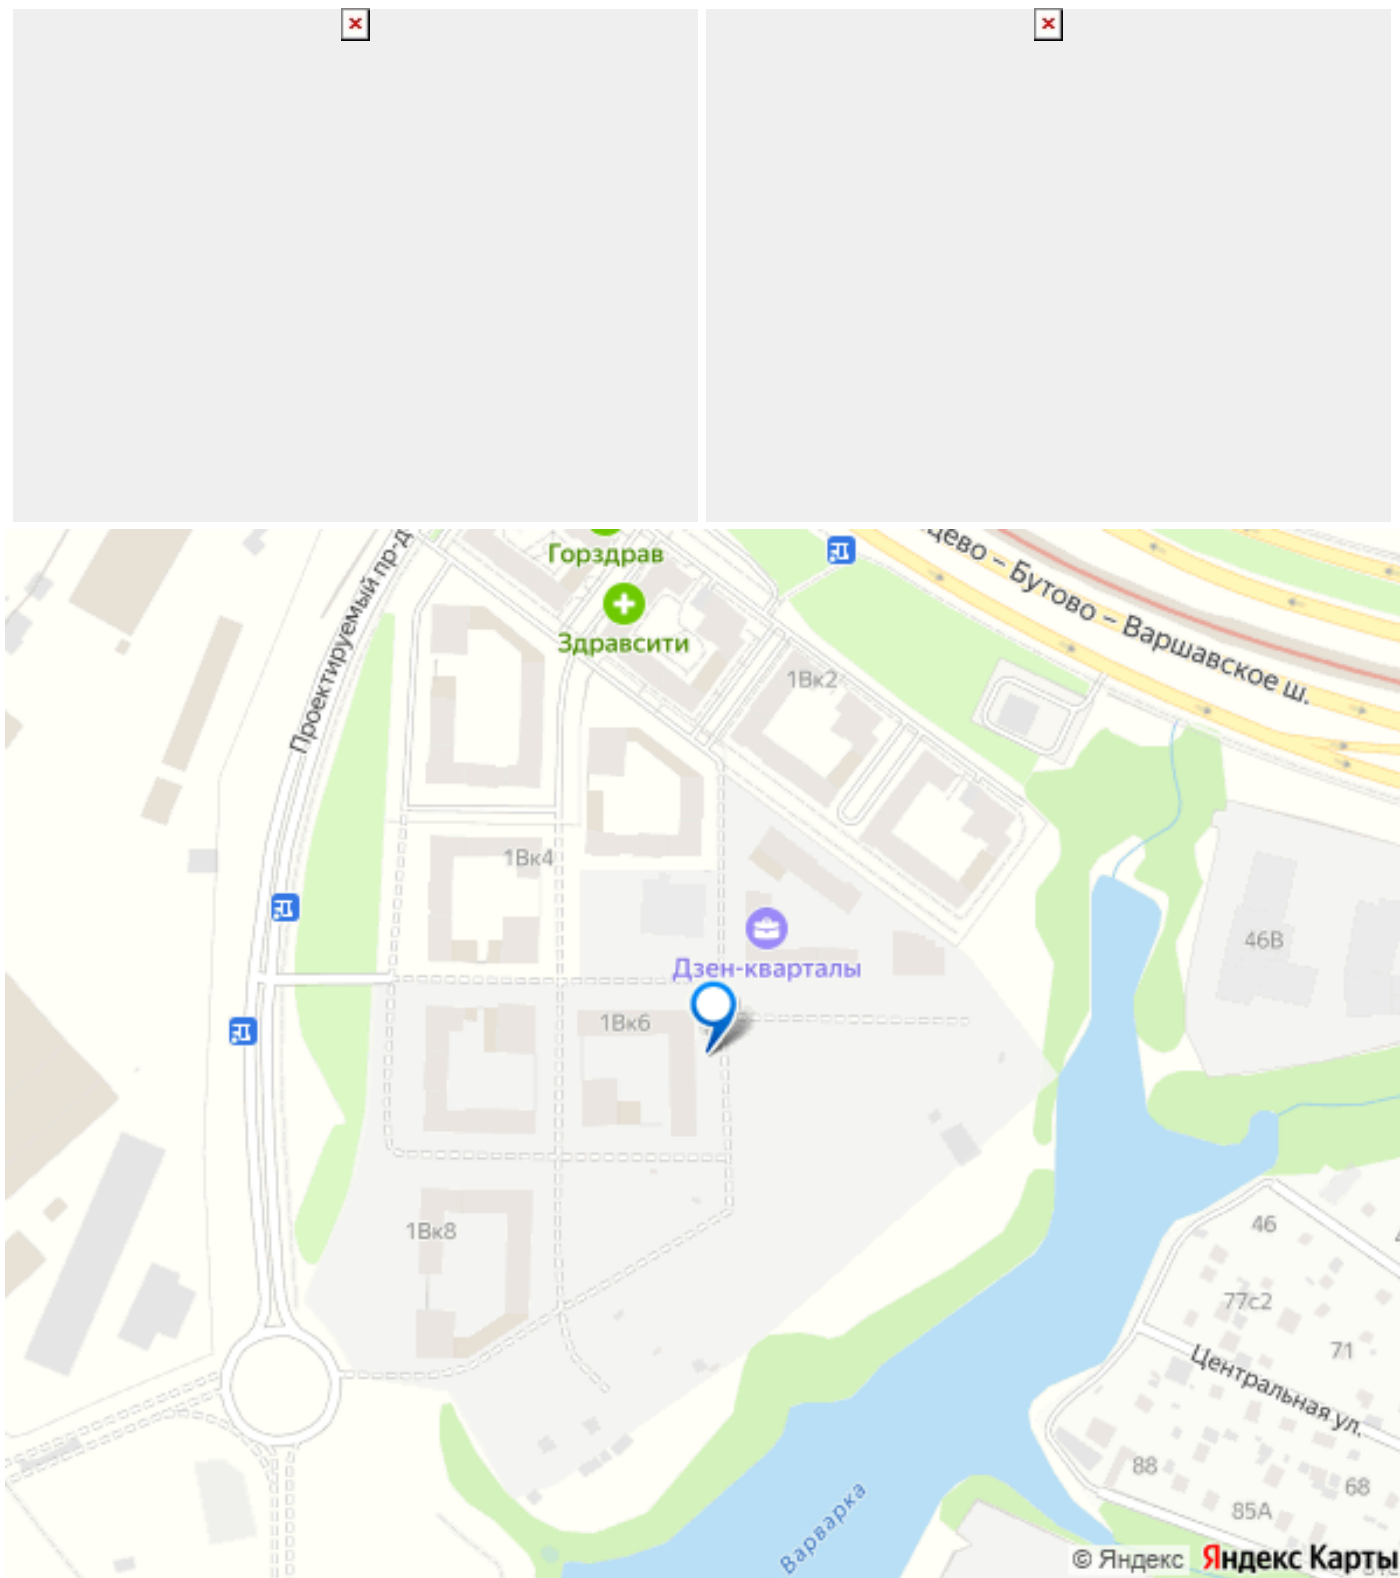 Горздрав
Здравсити
Проектируемый пр-д
цево – Бутово – Варшавское ш.
1Вк2
1Вк4
46В
Дзен-кварталы
1Вк6
1Вк8
46
77с2
71
Центральная ул.
88
68
85А
Варварка
© Яндекс Яндекс Карты